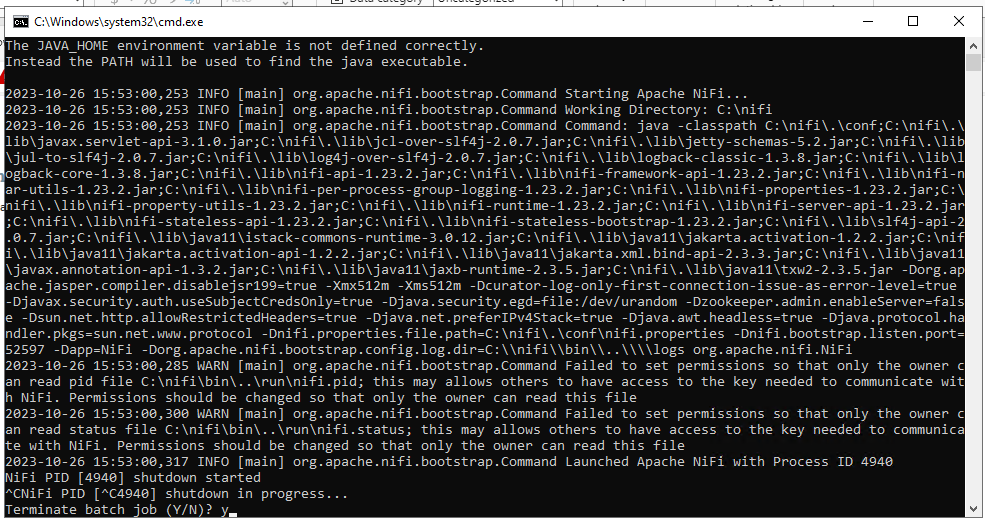 Data category
Uncategorized
C:\Windows\system32\cmd.exe
The JAVA_HOME environment variable is not defined correctly.
Instead the PATH will be used to find the java executable.
2023-10-26 15:53:00,253 INFO [main] org.apache.nifi.bootstrap.Command Starting Apache NiFi...
2023-10-26 15:53:00,253 INFO [main] org.apache.nifi.bootstrap.Command Working Directory: C:\nifi
2023-10-26 15:53:00,253 INFO [main] org.apache.nifi.bootstrap.Command Command: java -classpath C:\nifi\.\conf;C:\nifi\.\
lib\javax.servlet-api-3.1.0.jar;C:\nifi\.\lib\jcl-over-slf4j-2.0.7.jar;C:\nifi\.\lib\jetty-schemas-5.2.jar;C:\nifi\.\lib
\jul-to-slf4j-2.0.7.jar;C:\nifi\.\lib\log4j-over-slf4j-2.0.7.jar;C:\nifi\.\lib\logback-classic-1.3.8.jar;C:\nifi\.\lib\l
ogback-core-1.3.8.jar;C:\nifi\.\lib\nifi-api-1.23.2.jar;C:\nifi\.\lib\nifi-framework-api-1.23.2.jar;C:\nifi\.\lib\nifi-n
ar-utils-1.23.2.jar;C:\nifi\.\lib\nifi-per-process-group-logging-1.23.2.jar;C:\nifi\.\lib\nifi-properties-1.23.2.jar;C:\
nifi\.\lib\nifi-property-utils-1.23.2.jar;C:\nifi\.\lib\nifi-runtime-1.23.2.jar;C:\nifi\.\lib\nifi-server-api-1.23.2.jar
;C:\nifi\.\lib\nifi-stateless-api-1.23.2.jar;C:\nifi\.\lib\nifi-stateless-bootstrap-1.23.2.jar;C:\nifi\.\lib\slf4j-api-2
.0.7.jar;C:\nifi\.\lib\java11\istack-commons-runtime-3.0.12.jar;C:\nifi\.\lib\java11\jakarta.activation-1.2.2.jar;C:\nif
i\.\lib\java11\jakarta.activation-api-1.2.2.jar;C:\nifi\.\lib\java11\jakarta.xml.bind-api-2.3.3.jar;C:\nifi\.\lib\java11
\javax.annotation-api-1.3.2.jar;C:\nifi\.\lib\java11\jaxb-runtime-2.3.5.jar;C:\nifi\.\lib\java11\txw2-2.3.5.jar -Dorg.ap
ache.jasper.compiler.disablejsr199=true -Xmx512m -Xms512m -Dcurator-log-only-first-connection-issue-as-error-level=true
-Djavax.security.auth.useSubjectCredsOnly=true -Djava.security.egd=file:/dev/urandom -Dzookeeper.admin.enableServer=fals
e -Dsun.net.http.allowRestrictedHeaders=true -Djava.net.preferIPv4Stack=true -Djava.awt.headless=true -Djava.protocol.ha
ndler.pkgs=sun.net.www.protocol -Dnifi.properties.file.path=C:\nifi\.\conf\nifi.properties -Dnifi.bootstrap.listen.port=
52597 -Dapp=NiFi -Dorg.apache.nifi.bootstrap.config.log.dir=C:\\nifi\\bin\\..\\\\logs org.apache.nifi.NiFi
2023-10-26 15:53:00,285 WARN [main] org.apache.nifi.bootstrap.Command Failed to set permissions so that only the owner c
an read pid file C:\nifi\bin\..\run\nifi.pid; this may allows others to have access to the key needed to communicate wit
h NiFi. Permissions should be changed so that only the owner can read this file
2023-10-26 15:53:00,300 WARN [main] org.apache.nifi.bootstrap.Command Failed to set permissions so that only the owner c
an read status file C:\nifi\bin\..\run\nifi.status; this may allows others to have access to the key needed to communica
te with NiFi. Permissions should be changed so that only the owner can read this file
2023-10-26 15:53:00,317 INFO [main] org.apache.nifi.bootstrap.Command Launched Apache NiFi with Process ID 4940
NiFi PID [4940] shutdown started
^CNiFi PID [^C4940] shutdown in progress...
Terminate batch job (Y/N)? y